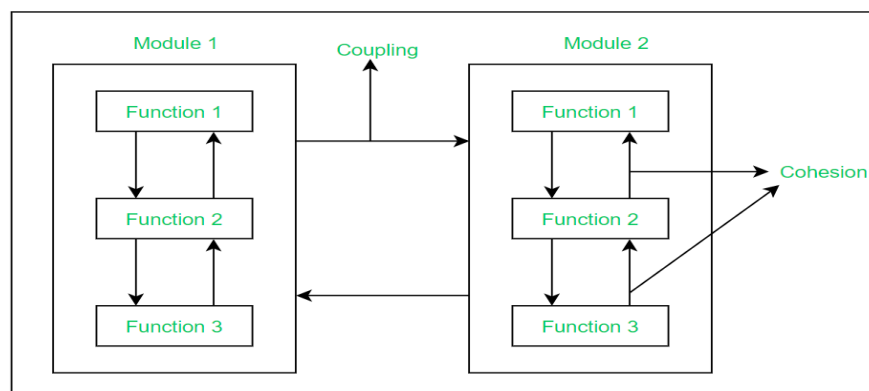 Module 1
Coupling
Module 2
Function 1
Function 2
Function 3
Function 1
Function 2
Function 3
Cohesion